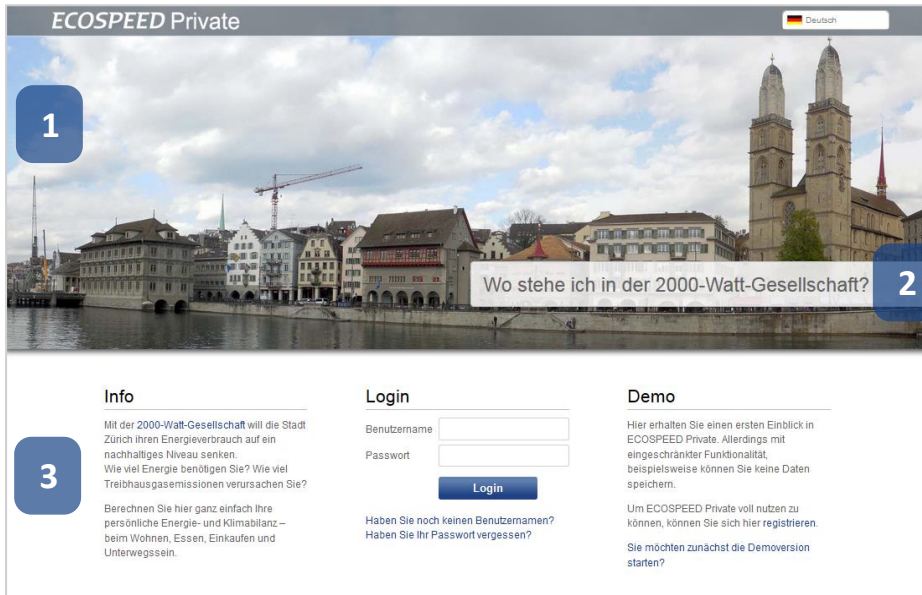 ECOSPEED Private
Deutsch
1
Wo stehe ich in der 2000-Watt-Gesellschaft?
2
3
Info
Mit der 2000-Watt-Gesellschaft will die Stadt
Zürich ihren Energieverbrauch auf ein
nachhaltiges Niveau senken.
Wie viel Energie benötigen Sie? Wie viel
Treibhausgasemissionen verursachen Sie?
Berechnen Sie hier ganz einfach Ihre
persönliche Energie- und Klimabilanz –
beim Wohnen, Essen, Einkaufen und
Unterwegssein.
Login
Benutzername
Passwort
Login
Haben Sie noch keinen Benutzernamen?
Haben Sie Ihr Passwort vergessen?
Demo
Hier erhalten Sie einen ersten Einblick in
ECOSPEED Private. Allerdings mit
eingeschränkter Funktionalität,
beispielsweise können Sie keine Daten
speichern.
Um ECOSPEED Private voll nutzen zu
können, können Sie sich hier registrieren.
Sie möchten zunächst die Demoversion
starten?